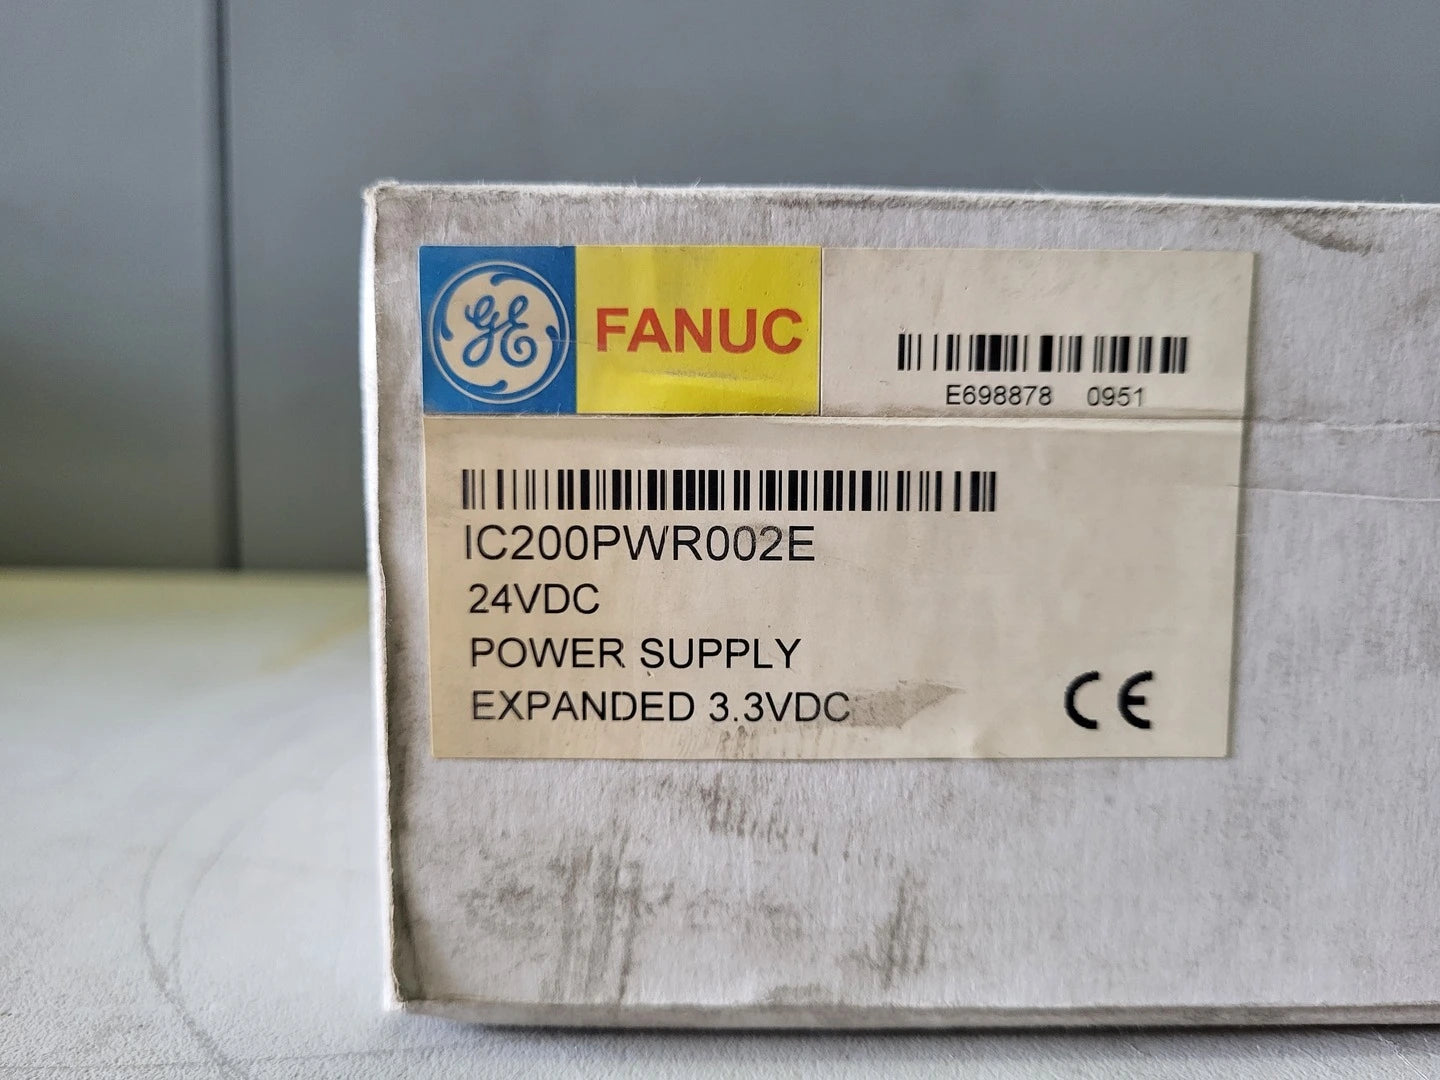 GE
FANUC
E698878 0951
IC200PWR002E
24VDC
POWER SUPPLY
EXPANDED 3.3VDC
CE